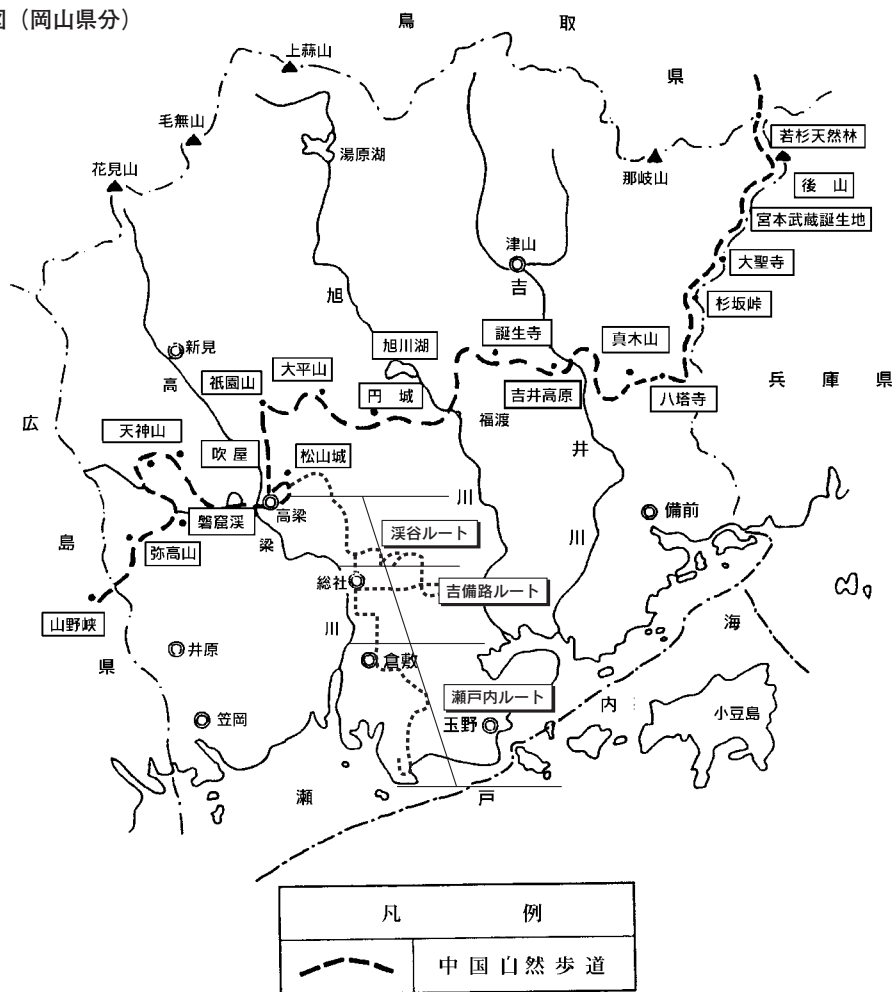 図（岡山県分）
鳥 取 県
上蒜山
毛無山
花見山
湯原湖
那岐山
若杉天然林
後 山
宮本武蔵誕生地
大聖寺
杉坂峠
津山
吉 井 川
旭 川
誕生寺
真木山
旭川湖
新見
高 梁 川
祇園山
大平山
円 城
福渡
吉井高原
八塔寺
兵 庫 県
広 島 県
天神山
吹 屋
松山城
高梁
磐窟渓
弥高山
備前
渓谷ルート
総社
吉備路ルート
山野峡
井原
倉敷
瀬戸内ルート
玉野
笠岡
小豆島
瀬 戸 内 海
凡 例
中国自然歩道